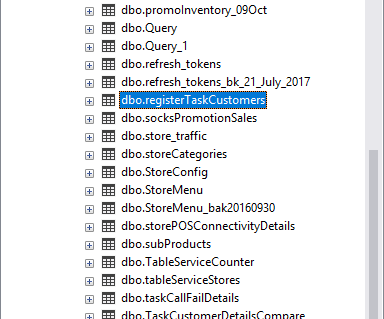 dbo.promoInventory_09Oct
dbo.Query
dbo.Query_1
dbo.refresh_tokens
dbo.refresh_tokens_bk_21_July_2017
dbo.registerTaskCustomers
dbo.socksPromotionSales
dbo.store_traffic
dbo.storeCategories
dbo.StoreConfig
dbo.StoreMenu
dbo.StoreMenu_bak20160930
dbo.storePOSConnectivityDetails
dbo.subProducts
dbo.TableServiceCounter
dbo.tableServiceStores
dbo.taskCallFailDetails
dbo.TaskCustomerDetailsCompare